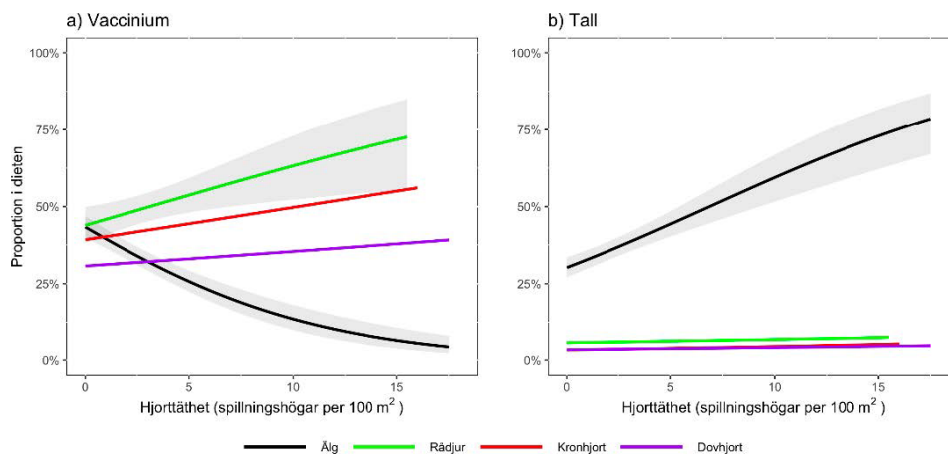 a) Vaccinium
b) Tall
Proportion i dieten
100%
75%
50%
25%
0%
0 5 10 15
Hjorttäthet (spillningshögar per 100 m²)
100%
75%
50%
25%
0%
0 5 10 15
Hjorttäthet (spillningshögar per 100 m²)
Älg Rådjur Kronhjort Dovhjort